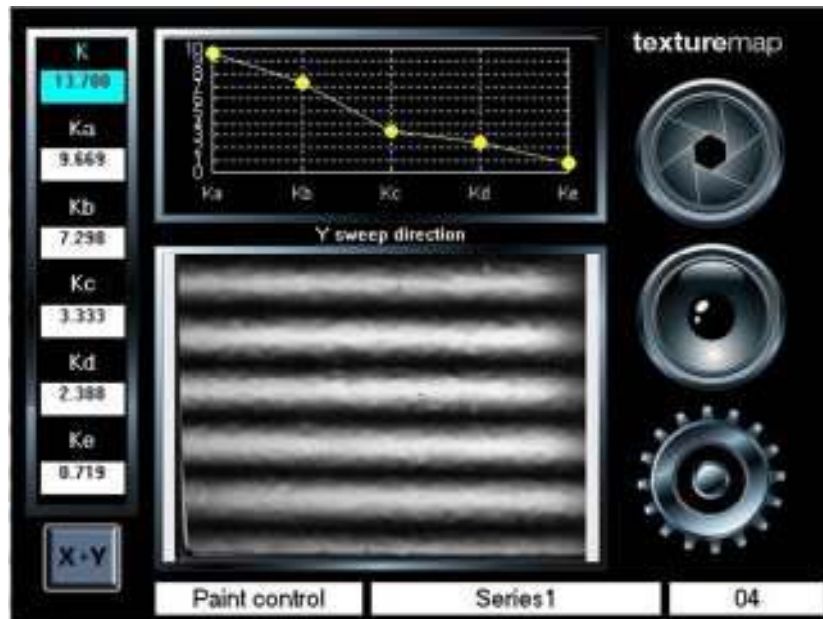 K
13.700
Ka
9.669
Kb
7.298
Kc
3.333
Kd
2.388
Ke
0.719
X+Y
10
Ka Kb Kc Kd Ke
Y sweep direction
texturemap
Paint control
Series1
04